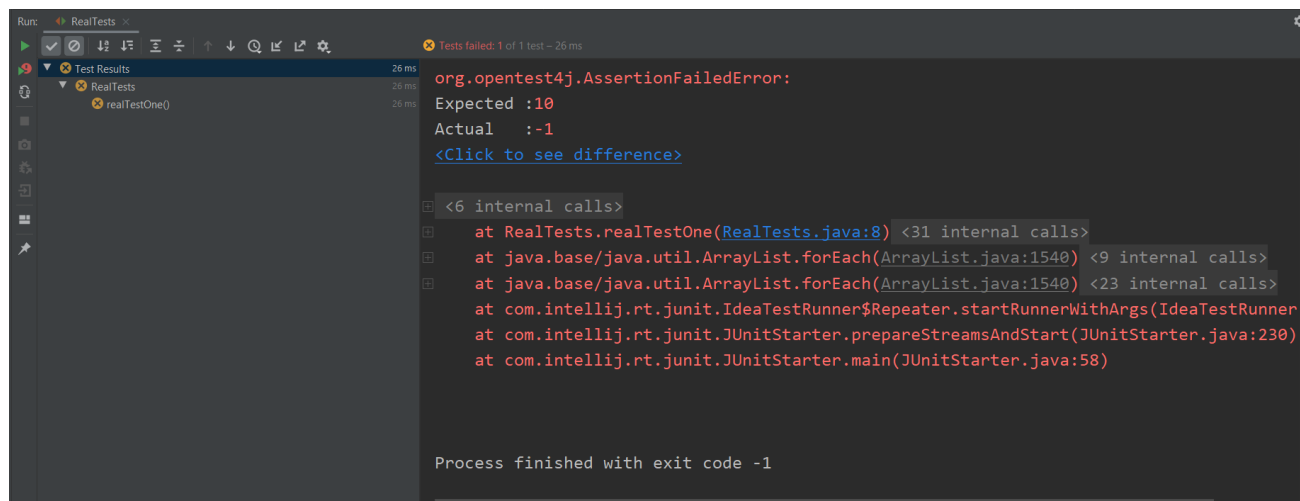 Run: RealTests ×
Tests failed: 1 of 1 test – 26 ms
Test Results 26 ms
RealTests 26 ms
realTestOne() 26 ms
org.opentest4j.AssertionFailedError:
Expected :10
Actual   :-1
<Click to see difference>
<6 internal calls>
at RealTests.realTestOne(RealTests.java:8) <31 internal calls>
at java.base/java.util.ArrayList.forEach(ArrayList.java:1540) <9 internal calls>
at java.base/java.util.ArrayList.forEach(ArrayList.java:1540) <23 internal calls>
at com.intellij.rt.junit.IdeaTestRunner$Repeater.startRunnerWithArgs(IdeaTestRunner
at com.intellij.rt.junit.JUnitStarter.prepareStreamsAndStart(JUnitStarter.java:230)
at com.intellij.rt.junit.JUnitStarter.main(JUnitStarter.java:58)
Process finished with exit code -1